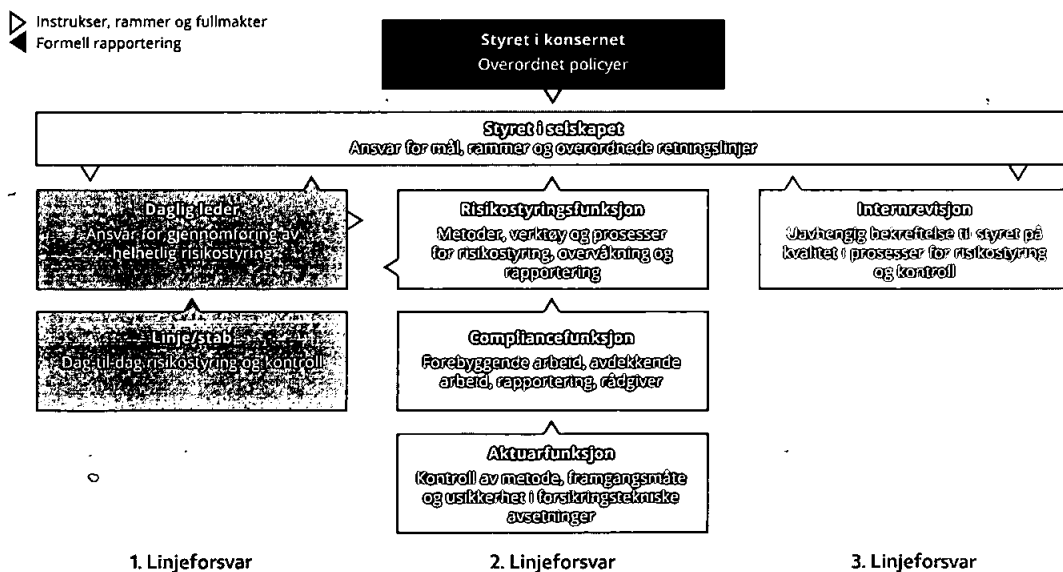 Instrukser, rammer og fullmakter
Formell rapportering
Styret i konsernet
Overordnet policyer
Styret i selskapet
Ansvar for mål, rammer og overordnede retningslinjer
Daglig leder
Ansvar for gjennomføring av
helhetlig risikostyring
Linje/stab
Dag-til-dag risikostyring og kontroll
Risikostyringsfunksjon
Metoder, verktøy og prosesser
for risikostyring, overvåkning og
rapportering
Compliancefunksjon
Forebyggende arbeid, avdekkende
arbeid, rapportering, rådgiver
Aktuarfunksjon
Kontroll av metode, framgangsmåte
og usikkerhet i forsikringstekniske
avsetninger
Internrevisjon
Uavhengig bekreftelse til styret på
kvalitet i prosesser for risikostyring
og kontroll
1. Linjeforsvar
2. Linjeforsvar
3. Linjeforsvar